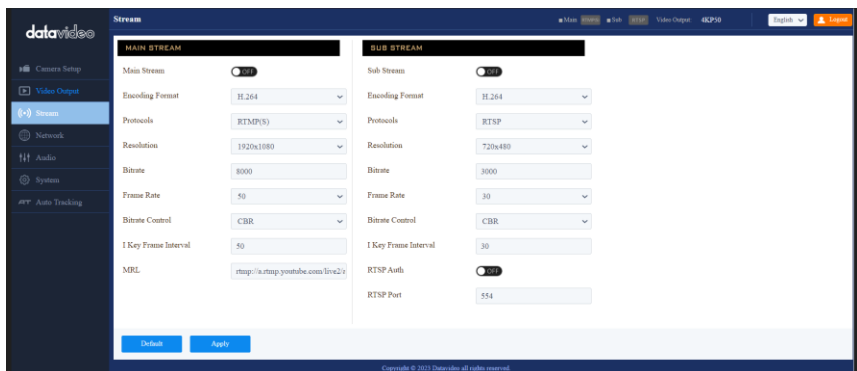 datavideo
Stream
Main RTMP(S) Sub RTSP Video Output: 4KP50 English Logout
Camera Setup
Video Output
Stream
Network
Audio
System
Auto Tracking
MAIN STREAM
Main Stream OFF
Encoding Format H.264
Protocols RTMP(S)
Resolution 1920x1080
Bitrate 8000
Frame Rate 50
Bitrate Control CBR
I Key Frame Interval 50
MRL rtmp://a.rtmp.youtube.com/live2/
SUB STREAM
Sub Stream OFF
Encoding Format H.264
Protocols RTSP
Resolution 720x480
Bitrate 3000
Frame Rate 30
Bitrate Control CBR
I Key Frame Interval 30
RTSP Auth OFF
RTSP Port 554
Default Apply
Copyright © 2023 Datavideo all rights reserved.